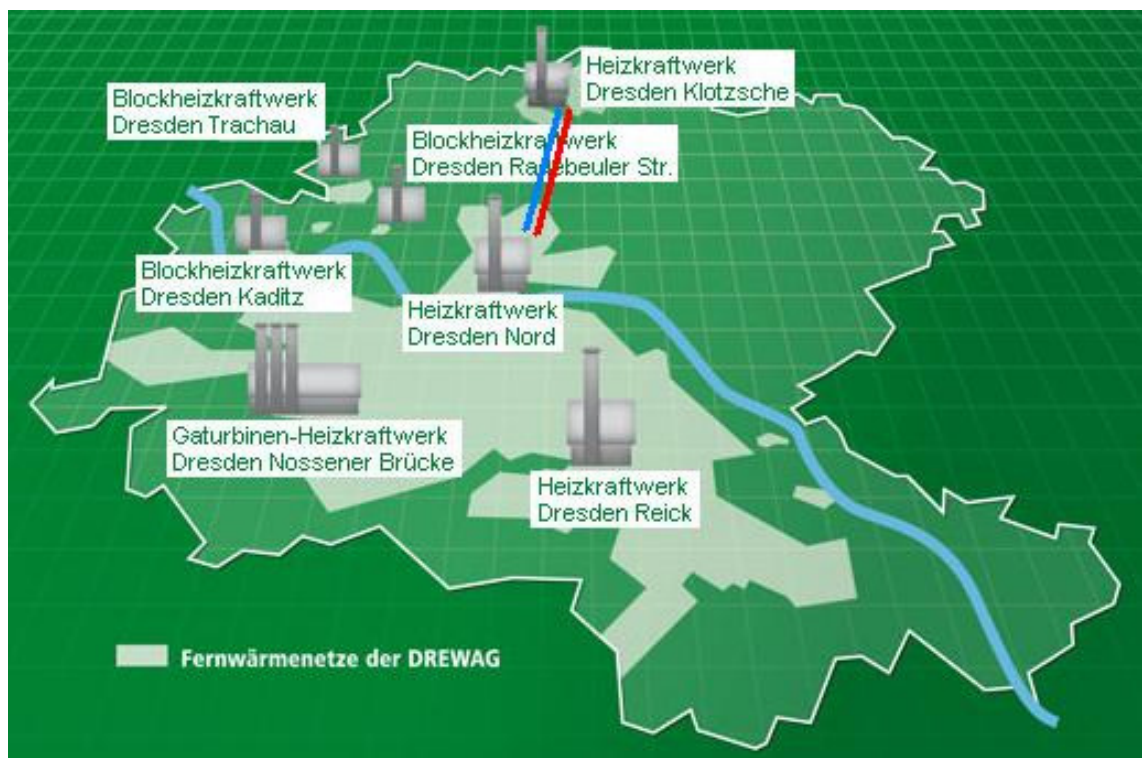 Heizkraftwerk
Dresden Klotzsche
Blockheizkraftwerk
Dresden Trachau
Blockheizkraftwerk
Dresden Radebeuler Str.
Blockheizkraftwerk
Dresden Kaditz
Heizkraftwerk
Dresden Nord
Gaturbinen-Heizkraftwerk
Dresden Nossener Brücke
Heizkraftwerk
Dresden Reick
Fernwärmenetze der DREWAG